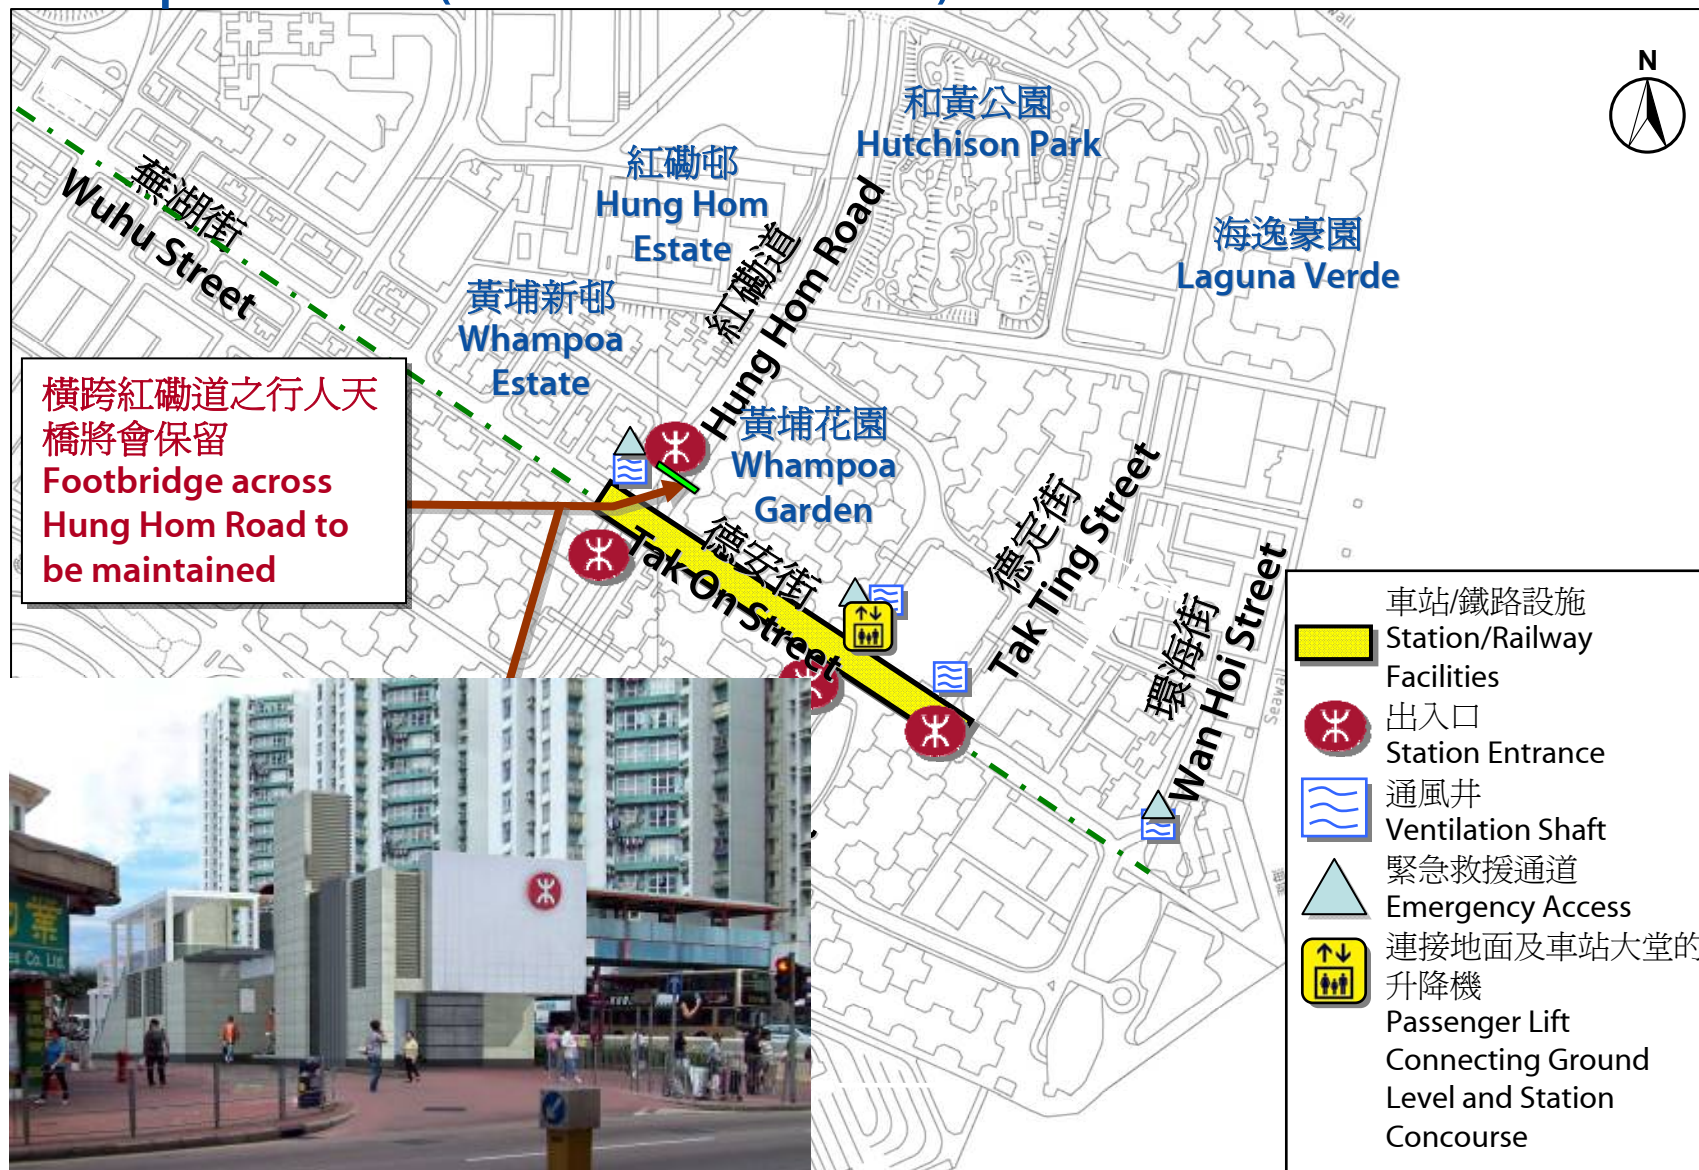 N
和黃公園
Hutchison Park
紅磡邨
Hung Hom
Estate
海逸豪園
Laguna Verde
蕪湖街
Wuhu Street
黃埔新邨
Whampoa
Estate
紅磡道
Hung Hom Road
橫跨紅磡道之行人天
橋將會保留
Footbridge across
Hung Hom Road to
be maintained
黃埔花園
Whampoa
Garden
德安街
Tak On Street
德定街
Tak Ting Street
環海街
Wan Hoi Street
Seawall
車站/鐵路設施
Station/Railway
Facilities
出入口
Station Entrance
通風井
Ventilation Shaft
緊急救援通道
Emergency Access
連接地面及車站大堂的
升降機
Passenger Lift
Connecting Ground
Level and Station
Concourse
業
es Co. Ltd.